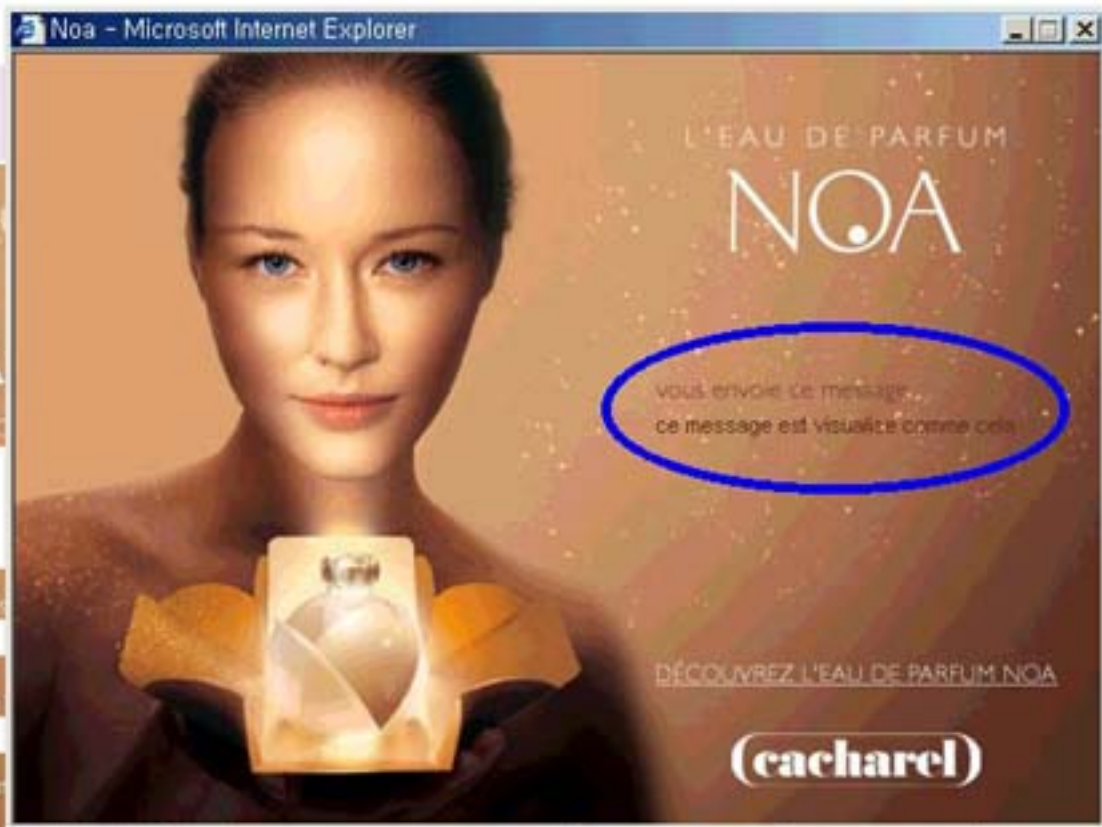 Noa - Microsoft Internet Explorer
L'EAU DE PARFUM
NOA
vous envoie ce message...
ce message est visualise comme cela
DÉCOUVREZ L'EAU DE PARFUM NOA
(cacharel)